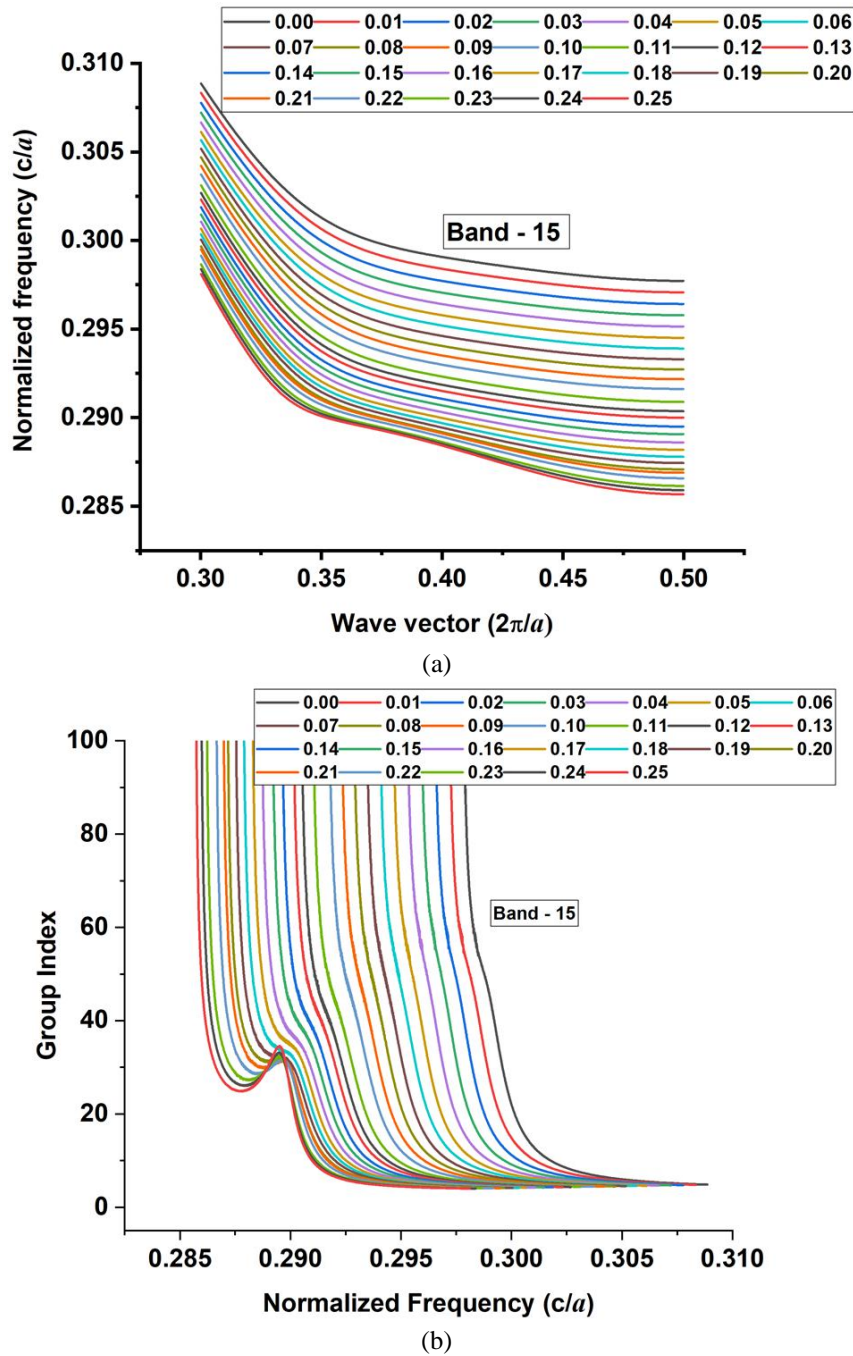 0.00 0.01 0.02 0.03 0.04 0.05 0.06
0.07 0.08 0.09 0.10 0.11 0.12 0.13
0.14 0.15 0.16 0.17 0.18 0.19 0.20
0.21 0.22 0.23 0.24 0.25
0.310
0.305
0.300
0.295
0.290
0.285
Normalized frequency (c/a)
Band - 15
0.30 0.35 0.40 0.45 0.50
Wave vector (2π/a)
(a)
0.00 0.01 0.02 0.03 0.04 0.05 0.06
0.07 0.08 0.09 0.10 0.11 0.12 0.13
0.14 0.15 0.16 0.17 0.18 0.19 0.20
0.21 0.22 0.23 0.24 0.25
100
80
60
40
20
0
Group Index
Band - 15
0.285 0.290 0.295 0.300 0.305 0.310
Normalized Frequency (c/a)
(b)